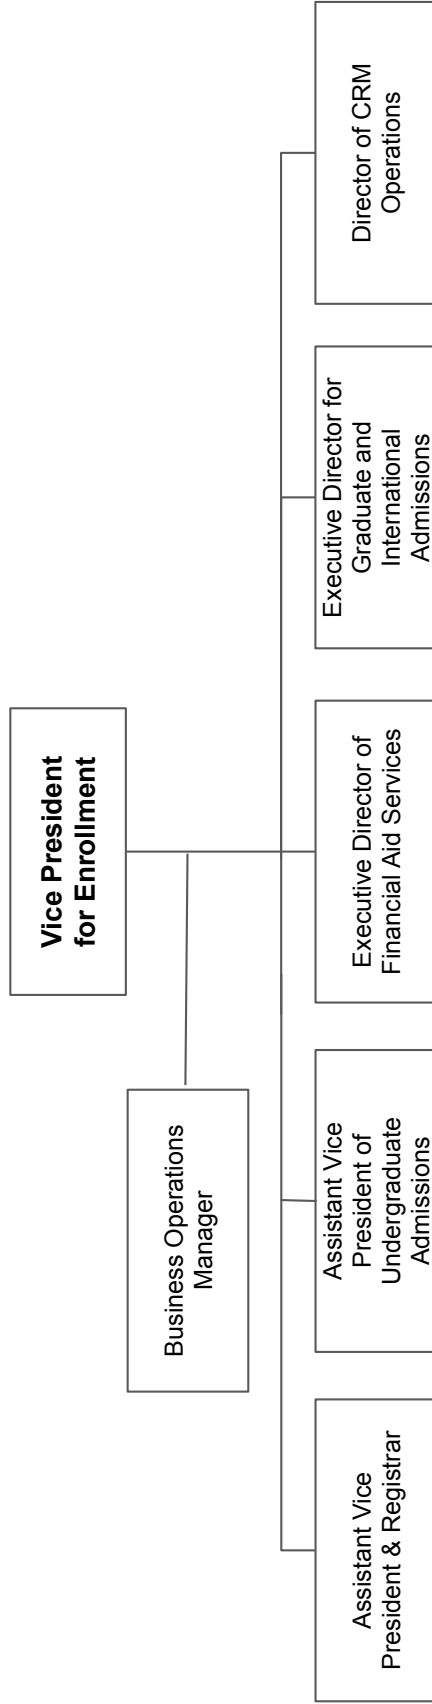 Vice President
for Enrollment
Business Operations
Manager
Assistant Vice
President & Registrar
Assistant Vice
President of
Undergraduate
Admissions
Executive Director of
Financial Aid Services
Executive Director for
Graduate and
International
Admissions
Director of CRM
Operations